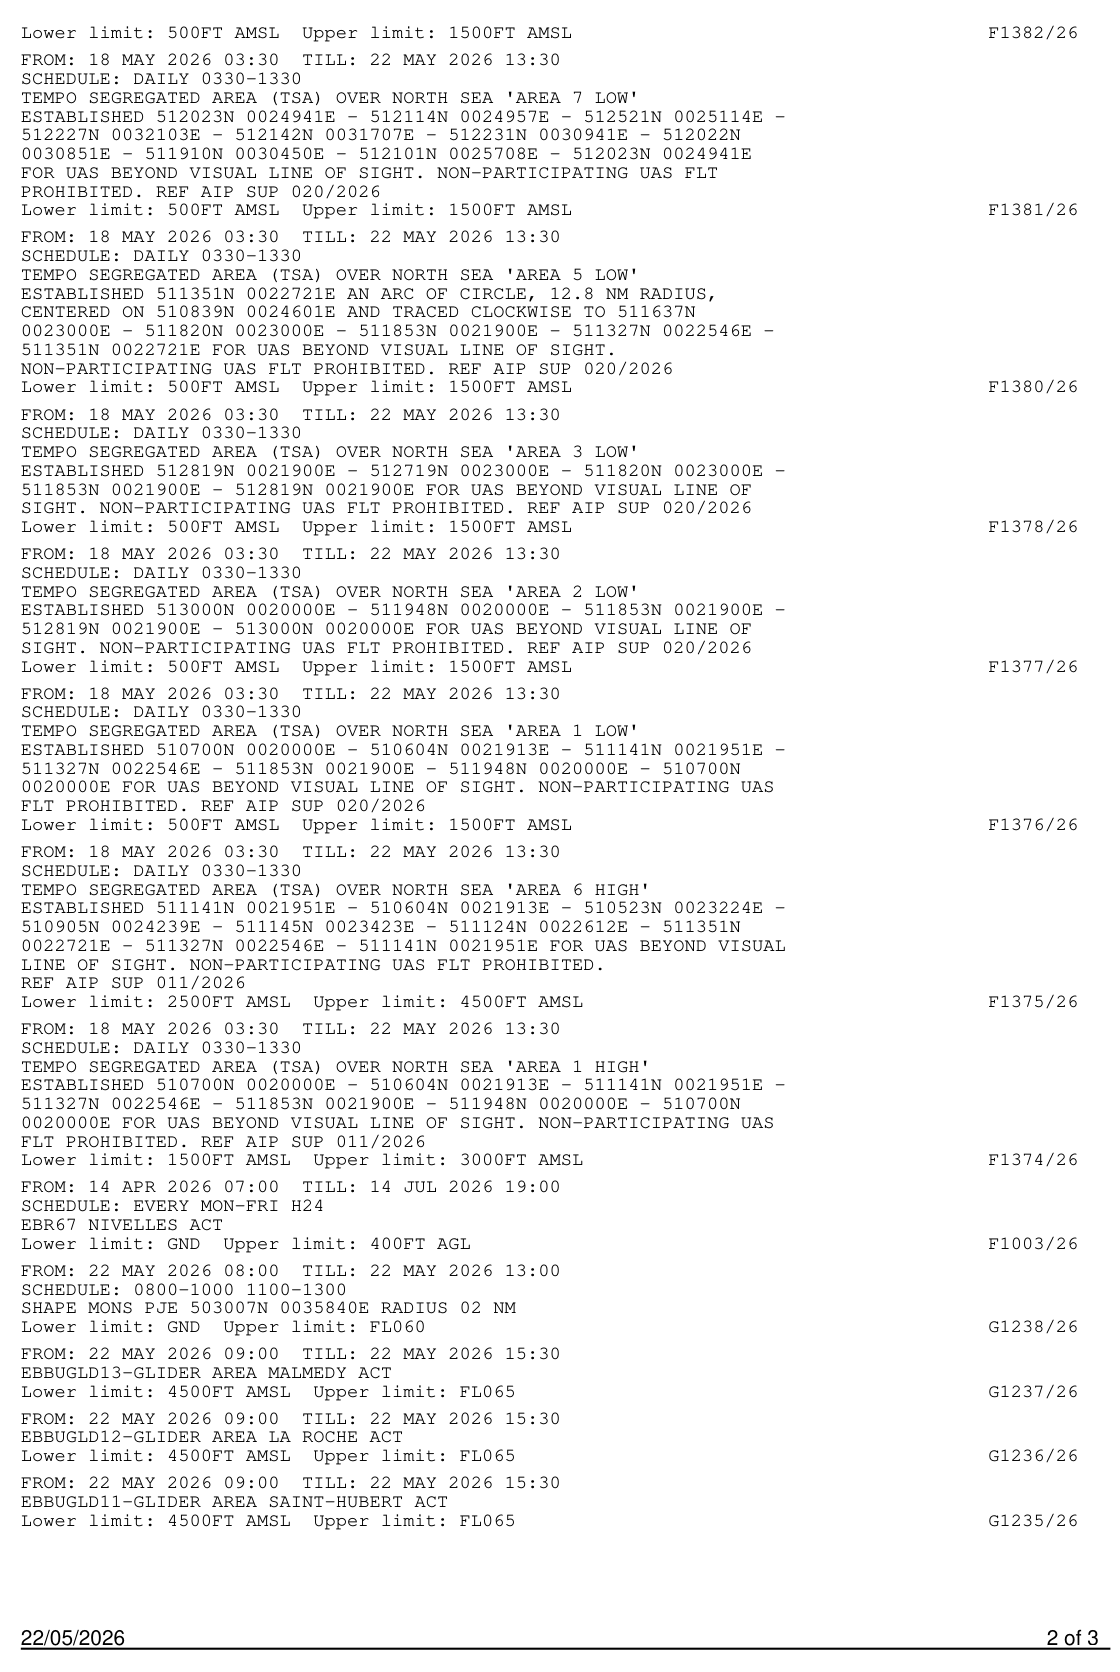 Lower limit: 500FT AMSL  Upper limit: 1500FT AMSL F1382/26
FROM: 18 MAY 2026 03:30  TILL: 22 MAY 2026 13:30
SCHEDULE: DAILY 0330-1330
TEMPO SEGREGATED AREA (TSA) OVER NORTH SEA 'AREA 7 LOW'
ESTABLISHED 512023N 0024941E - 512114N 0024957E - 512521N 0025114E -
512227N 0032103E - 512142N 0031707E - 512231N 0030941E - 512022N
0030851E - 511910N 0030450E - 512101N 0025708E - 512023N 0024941E
FOR UAS BEYOND VISUAL LINE OF SIGHT. NON-PARTICIPATING UAS FLT
PROHIBITED. REF AIP SUP 020/2026
Lower limit: 500FT AMSL  Upper limit: 1500FT AMSL F1381/26
FROM: 18 MAY 2026 03:30  TILL: 22 MAY 2026 13:30
SCHEDULE: DAILY 0330-1330
TEMPO SEGREGATED AREA (TSA) OVER NORTH SEA 'AREA 5 LOW'
ESTABLISHED 511351N 0022721E AN ARC OF CIRCLE, 12.8 NM RADIUS,
CENTERED ON 510839N 0024601E AND TRACED CLOCKWISE TO 511637N
0023000E - 511820N 0023000E - 511853N 0021900E - 511327N 0022546E -
511351N 0022721E FOR UAS BEYOND VISUAL LINE OF SIGHT.
NON-PARTICIPATING UAS FLT PROHIBITED. REF AIP SUP 020/2026
Lower limit: 500FT AMSL  Upper limit: 1500FT AMSL F1380/26
FROM: 18 MAY 2026 03:30  TILL: 22 MAY 2026 13:30
SCHEDULE: DAILY 0330-1330
TEMPO SEGREGATED AREA (TSA) OVER NORTH SEA 'AREA 3 LOW'
ESTABLISHED 512819N 0021900E - 512719N 0023000E - 511820N 0023000E -
511853N 0021900E - 512819N 0021900E FOR UAS BEYOND VISUAL LINE OF
SIGHT. NON-PARTICIPATING UAS FLT PROHIBITED. REF AIP SUP 020/2026
Lower limit: 500FT AMSL  Upper limit: 1500FT AMSL F1378/26
FROM: 18 MAY 2026 03:30  TILL: 22 MAY 2026 13:30
SCHEDULE: DAILY 0330-1330
TEMPO SEGREGATED AREA (TSA) OVER NORTH SEA 'AREA 2 LOW'
ESTABLISHED 513000N 0020000E - 511948N 0020000E - 511853N 0021900E -
512819N 0021900E - 513000N 0020000E FOR UAS BEYOND VISUAL LINE OF
SIGHT. NON-PARTICIPATING UAS FLT PROHIBITED. REF AIP SUP 020/2026
Lower limit: 500FT AMSL  Upper limit: 1500FT AMSL F1377/26
FROM: 18 MAY 2026 03:30  TILL: 22 MAY 2026 13:30
SCHEDULE: DAILY 0330-1330
TEMPO SEGREGATED AREA (TSA) OVER NORTH SEA 'AREA 1 LOW'
ESTABLISHED 510700N 0020000E - 510604N 0021913E - 511141N 0021951E -
511327N 0022546E - 511853N 0021900E - 511948N 0020000E - 510700N
0020000E FOR UAS BEYOND VISUAL LINE OF SIGHT. NON-PARTICIPATING UAS
FLT PROHIBITED. REF AIP SUP 020/2026
Lower limit: 500FT AMSL  Upper limit: 1500FT AMSL F1376/26
FROM: 18 MAY 2026 03:30  TILL: 22 MAY 2026 13:30
SCHEDULE: DAILY 0330-1330
TEMPO SEGREGATED AREA (TSA) OVER NORTH SEA 'AREA 6 HIGH'
ESTABLISHED 511141N 0021951E - 510604N 0021913E - 510523N 0023224E -
510905N 0024239E - 511145N 0023423E - 511124N 0022612E - 511351N
0022721E - 511327N 0022546E - 511141N 0021951E FOR UAS BEYOND VISUAL
LINE OF SIGHT. NON-PARTICIPATING UAS FLT PROHIBITED.
REF AIP SUP 011/2026
Lower limit: 2500FT AMSL  Upper limit: 4500FT AMSL F1375/26
FROM: 18 MAY 2026 03:30  TILL: 22 MAY 2026 13:30
SCHEDULE: DAILY 0330-1330
TEMPO SEGREGATED AREA (TSA) OVER NORTH SEA 'AREA 1 HIGH'
ESTABLISHED 510700N 0020000E - 510604N 0021913E - 511141N 0021951E -
511327N 0022546E - 511853N 0021900E - 511948N 0020000E - 510700N
0020000E FOR UAS BEYOND VISUAL LINE OF SIGHT. NON-PARTICIPATING UAS
FLT PROHIBITED. REF AIP SUP 011/2026
Lower limit: 1500FT AMSL  Upper limit: 3000FT AMSL F1374/26
FROM: 14 APR 2026 07:00  TILL: 14 JUL 2026 19:00
SCHEDULE: EVERY MON-FRI H24
EBR67 NIVELLES ACT
Lower limit: GND  Upper limit: 400FT AGL F1003/26
FROM: 22 MAY 2026 08:00  TILL: 22 MAY 2026 13:00
SCHEDULE: 0800-1000 1100-1300
SHAPE MONS PJE 503007N 0035840E RADIUS 02 NM
Lower limit: GND  Upper limit: FL060 G1238/26
FROM: 22 MAY 2026 09:00  TILL: 22 MAY 2026 15:30
EBBUGLD13-GLIDER AREA MALMEDY ACT
Lower limit: 4500FT AMSL  Upper limit: FL065 G1237/26
FROM: 22 MAY 2026 09:00  TILL: 22 MAY 2026 15:30
EBBUGLD12-GLIDER AREA LA ROCHE ACT
Lower limit: 4500FT AMSL  Upper limit: FL065 G1236/26
FROM: 22 MAY 2026 09:00  TILL: 22 MAY 2026 15:30
EBBUGLD11-GLIDER AREA SAINT-HUBERT ACT
Lower limit: 4500FT AMSL  Upper limit: FL065 G1235/26
22/05/2026 2 of 3